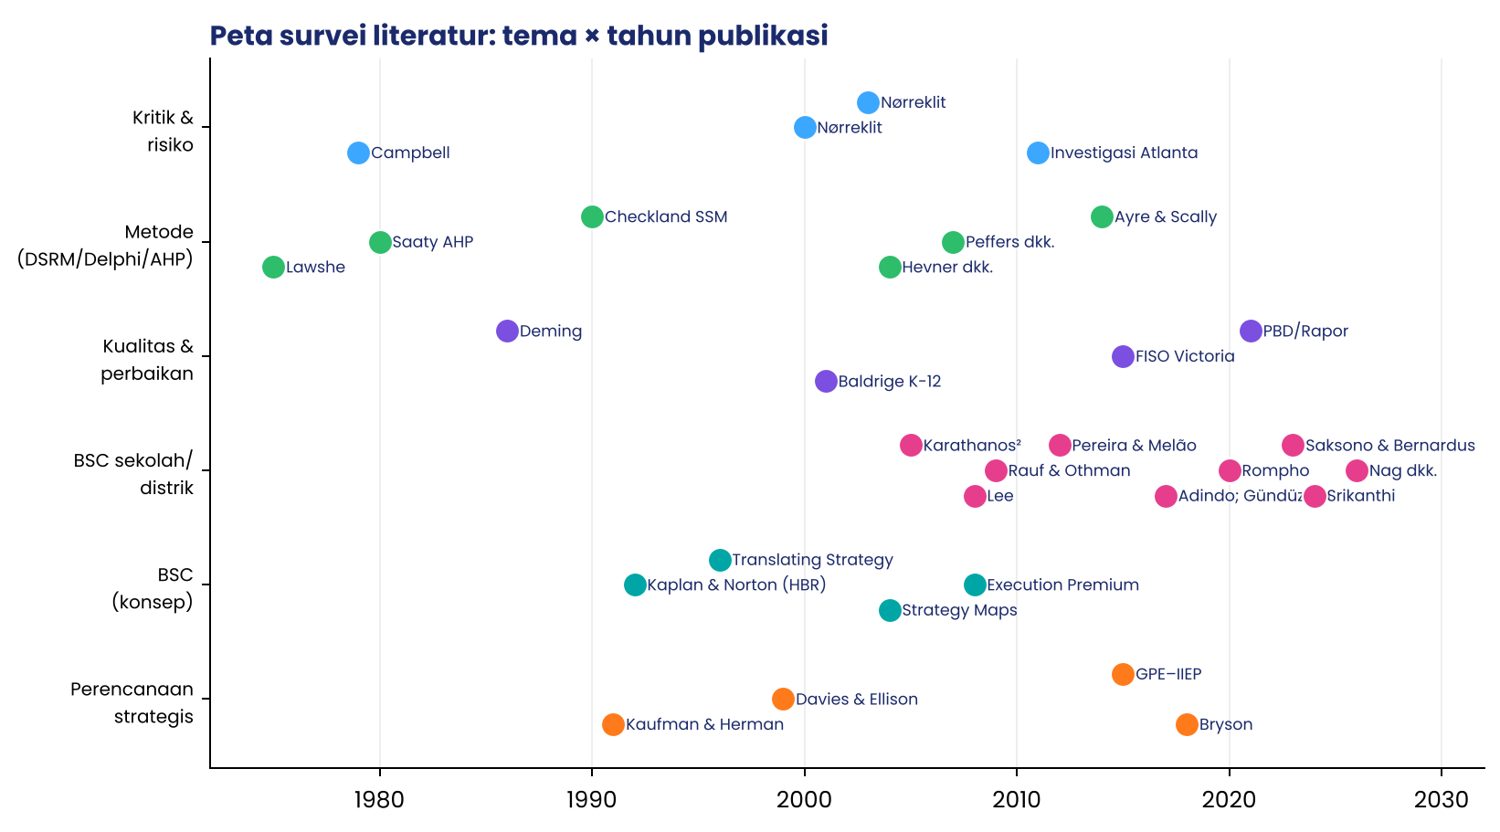 Peta survei literatur: tema × tahun publikasi
Kritik &
risiko
Nørreklit
Nørreklit
Campbell
Investigasi Atlanta
Metode
(DSRM/Delphi/AHP)
Checkland SSM
Ayre & Scally
Saaty AHP
Peffers dkk.
Lawshe
Hevner dkk.
Kualitas &
perbaikan
Deming
PBD/Rapor
FISO Victoria
Baldrige K-12
BSC sekolah/
distrik
Karathanos²
Pereira & Melão
Saksono & Bernardus
Rauf & Othman
Rompho
Nag dkk.
Lee
Adindo; Gündüz
Srikanthi
BSC
(konsep)
Translating Strategy
Kaplan & Norton (HBR)
Execution Premium
Strategy Maps
Perencanaan
strategis
GPE–IIEP
Davies & Ellison
Kaufman & Herman
Bryson
1980
1990
2000
2010
2020
2030